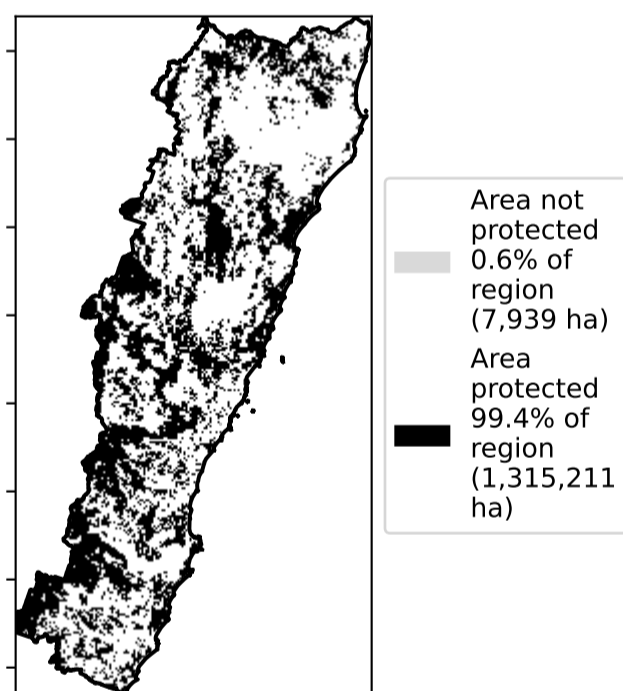 Area not
protected
0.6% of
region
(7,939 ha)
Area
protected
99.4% of
region
(1,315,211
ha)